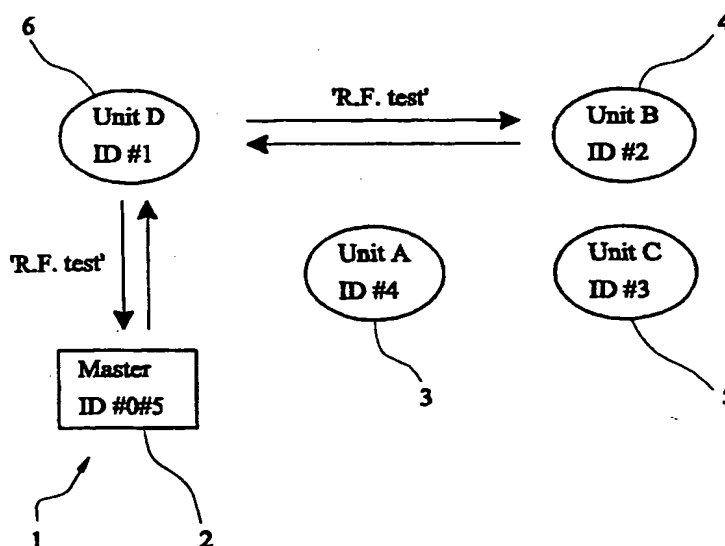 6
4
Unit D
ID #1
'R.F. test'
Unit B
ID #2
'R.F. test'
Unit A
ID #4
Unit C
ID #3
Master
ID #0#5
3
1
2